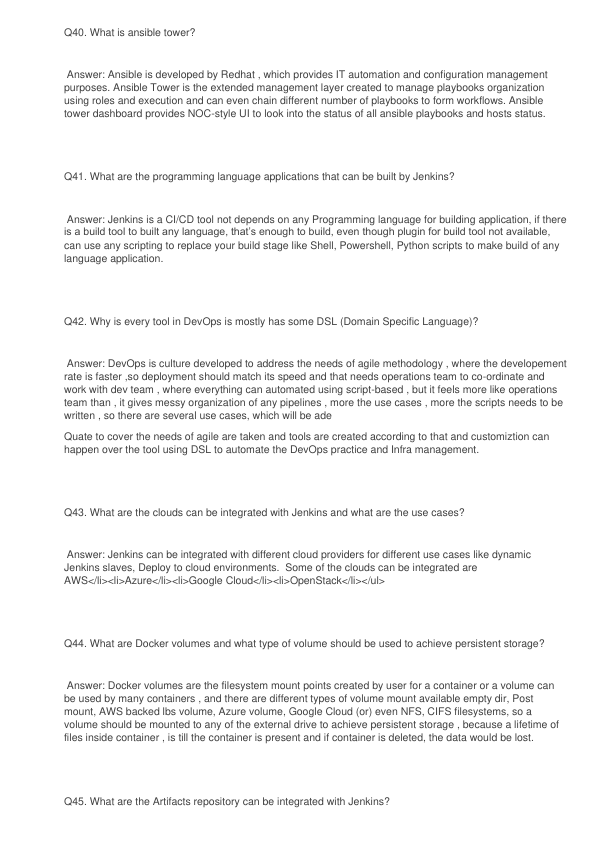 Q40. What is ansible tower?
Answer: Ansible is developed by Redhat , which provides IT automation and configuration management
purposes. Ansible Tower is the extended management layer created to manage playbooks organization
using roles and execution and can even chain different number of playbooks to form workflows. Ansible
tower dashboard provides NOC-style UI to look into the status of all ansible playbooks and hosts status.
Q41. What are the programming language applications that can be built by Jenkins?
Answer: Jenkins is a CI/CD tool not depends on any Programming language for building application, if there
is a build tool to built any language, that's enough to build, even though plugin for build tool not available,
can use any scripting to replace your build stage like Shell, Powershell, Python scripts to make build of any
language application.
Q42. Why is every tool in DevOps is mostly has some DSL (Domain Specific Language)?
Answer: DevOps is culture developed to address the needs of agile methodology , where the developement
rate is faster ,so deployment should match its speed and that needs operations team to co-ordinate and
work with dev team , where everything can automated using script-based , but it feels more like operations
team than , it gives messy organization of any pipelines , more the use cases , more the scripts needs to be
written , so there are several use cases, which will be ade
Quate to cover the needs of agile are taken and tools are created according to that and customiztion can
happen over the tool using DSL to automate the DevOps practice and Infra management.
Q43. What are the clouds can be integrated with Jenkins and what are the use cases?
Answer: Jenkins can be integrated with different cloud providers for different use cases like dynamic
Jenkins slaves, Deploy to cloud environments.  Some of the clouds can be integrated are
AWS</li><li>Azure</li><li>Google Cloud</li><li>OpenStack</li></ul>
Q44. What are Docker volumes and what type of volume should be used to achieve persistent storage?
Answer: Docker volumes are the filesystem mount points created by user for a container or a volume can
be used by many containers , and there are different types of volume mount available empty dir, Post
mount, AWS backed lbs volume, Azure volume, Google Cloud (or) even NFS, CIFS filesystems, so a
volume should be mounted to any of the external drive to achieve persistent storage , because a lifetime of
files inside container , is till the container is present and if container is deleted, the data would be lost.
Q45. What are the Artifacts repository can be integrated with Jenkins?